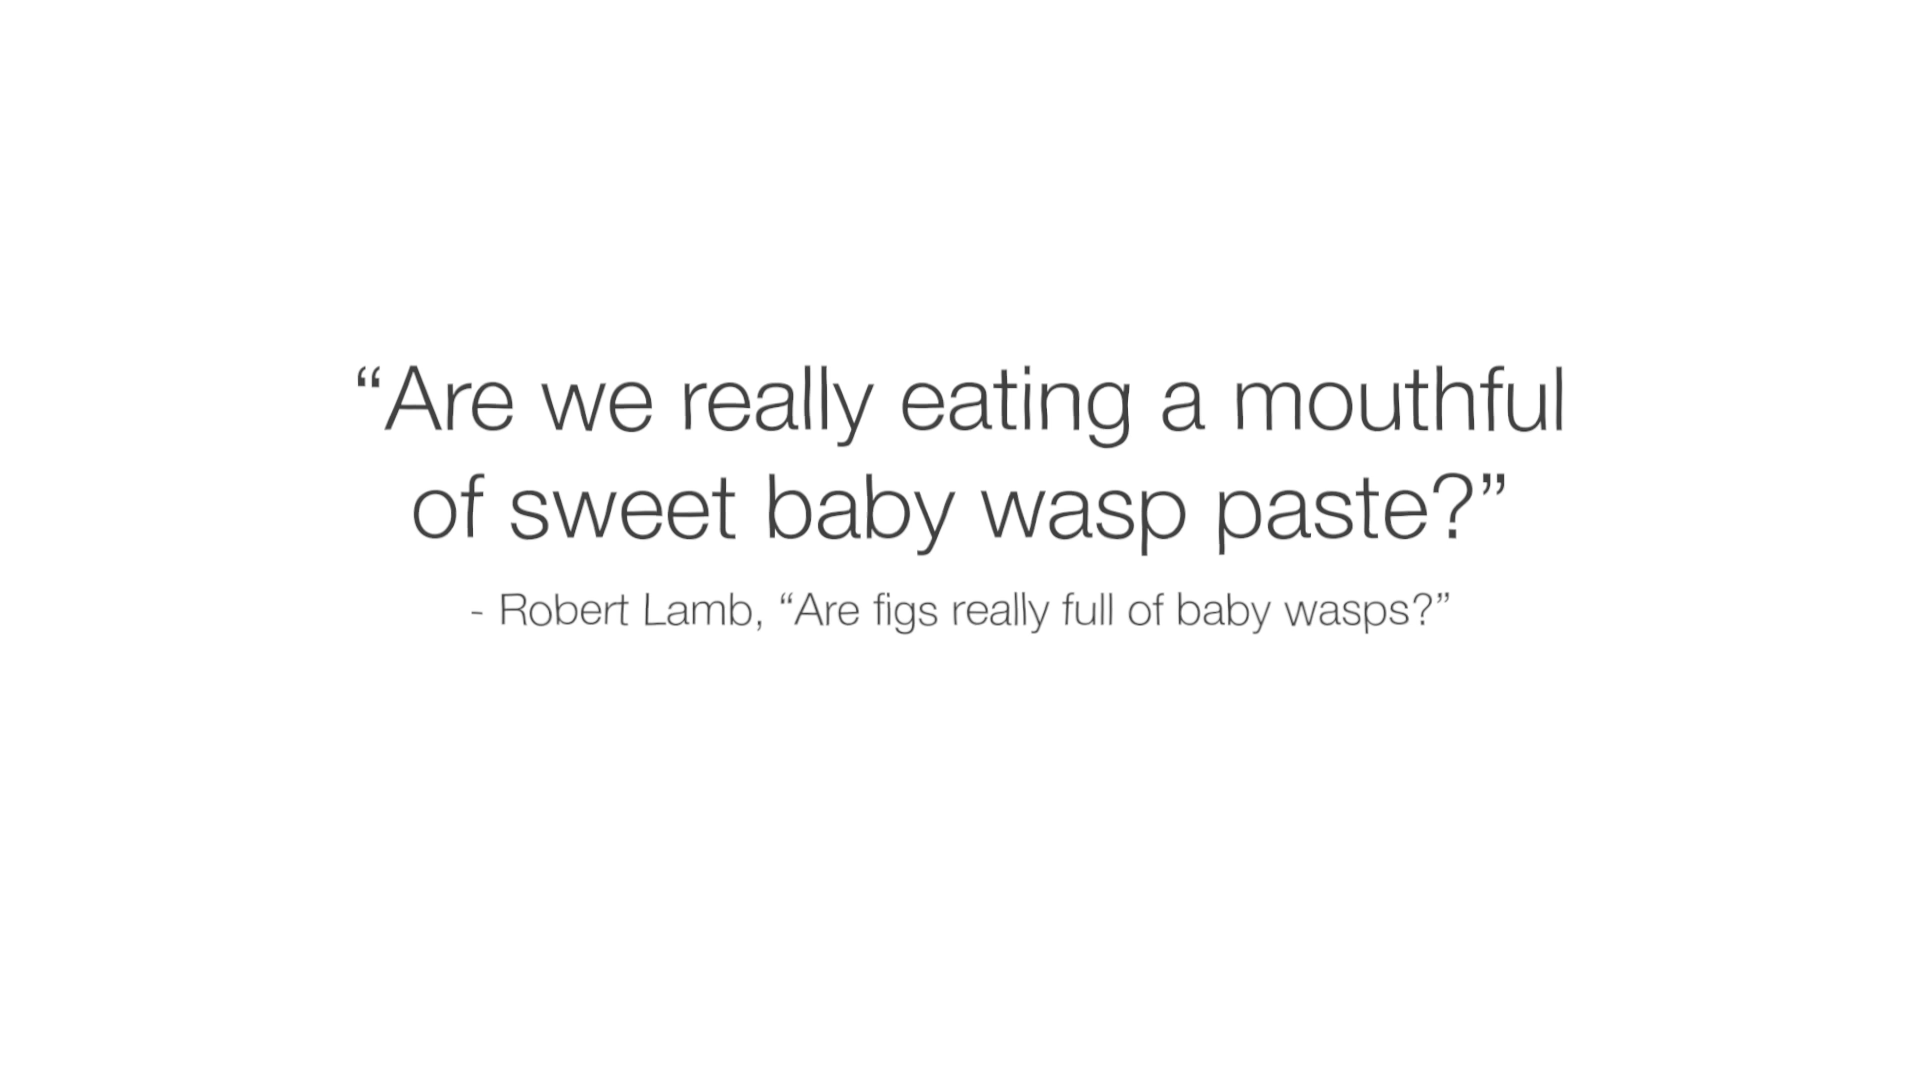 “Are we really eating a mouthful
of sweet baby wasp paste?”
- Robert Lamb, “Are figs really full of baby wasps?”